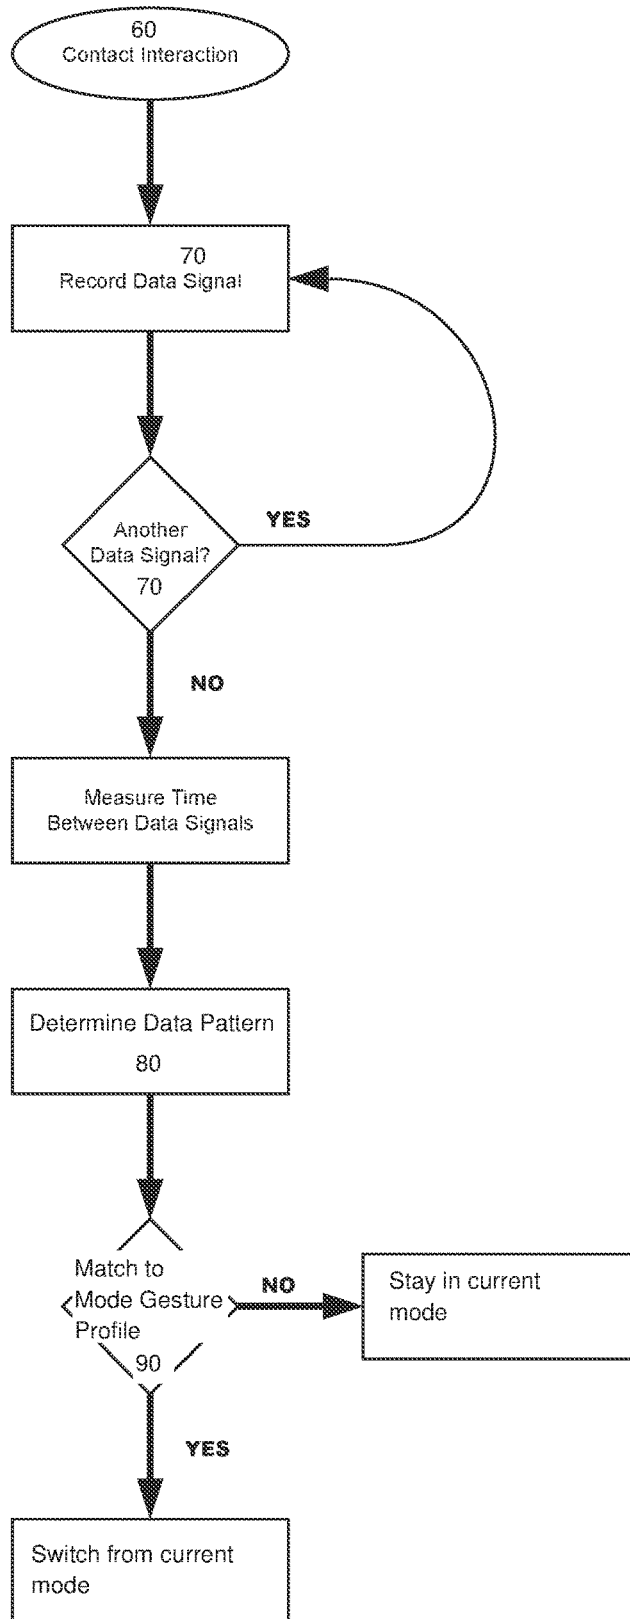 60
Contact Interaction
70
Record Data Signal
Another
Data Signal?
70
YES
NO
Measure Time
Between Data Signals
Determine Data Pattern
80
Match to
Mode Gesture
Profile
90
NO
Stay in current
mode
YES
Switch from current
mode